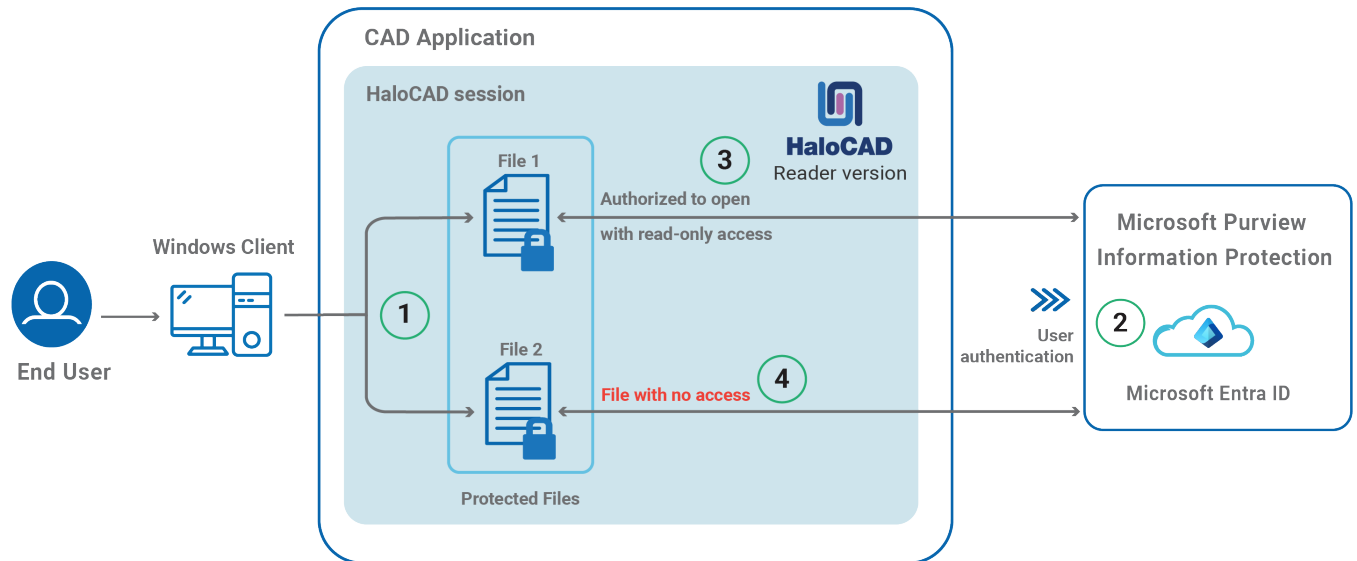 CAD Application
HaloCAD session
HaloCAD
Reader version
File 1
3
Authorized to open
with read-only access
Windows Client
End User
1
File 2
File with no access
4
Protected Files
Microsoft Purview
Information Protection
User
authentication
2
Microsoft Entra ID